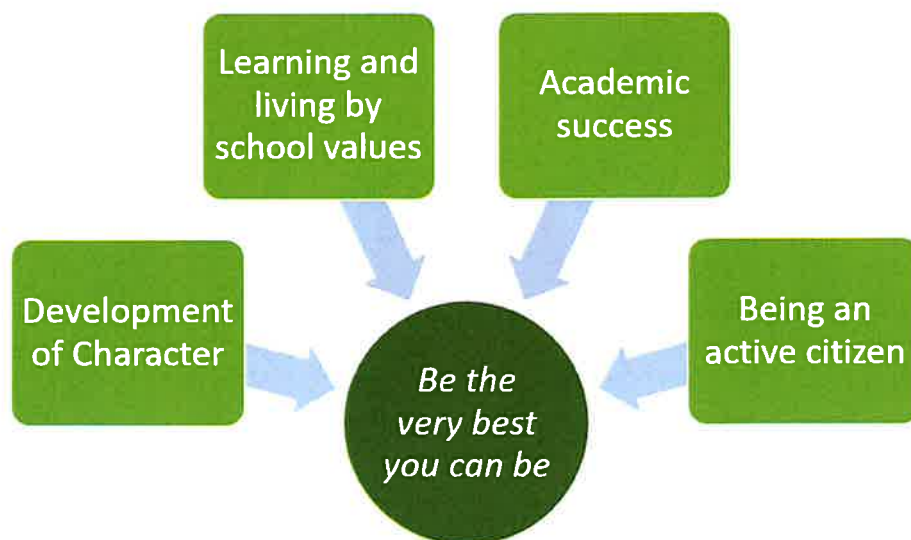 Learning and
living by
school values
Academic
success
Development
of Character
Being an
active citizen
Be the
very best
you can be